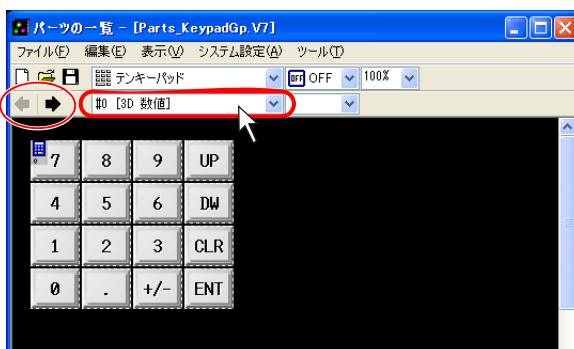 パーツの一覧 - [Parts_KeypadGp.V7]
ファイル(F) 編集(E) 表示(V) システム設定(A) ツール(T)
テンキーパッド OFF OFF 100%
#0 [3D 数値]
7 8 9 UP
0
4 5 6 DW
1 2 3 CLR
0 . +/- ENT